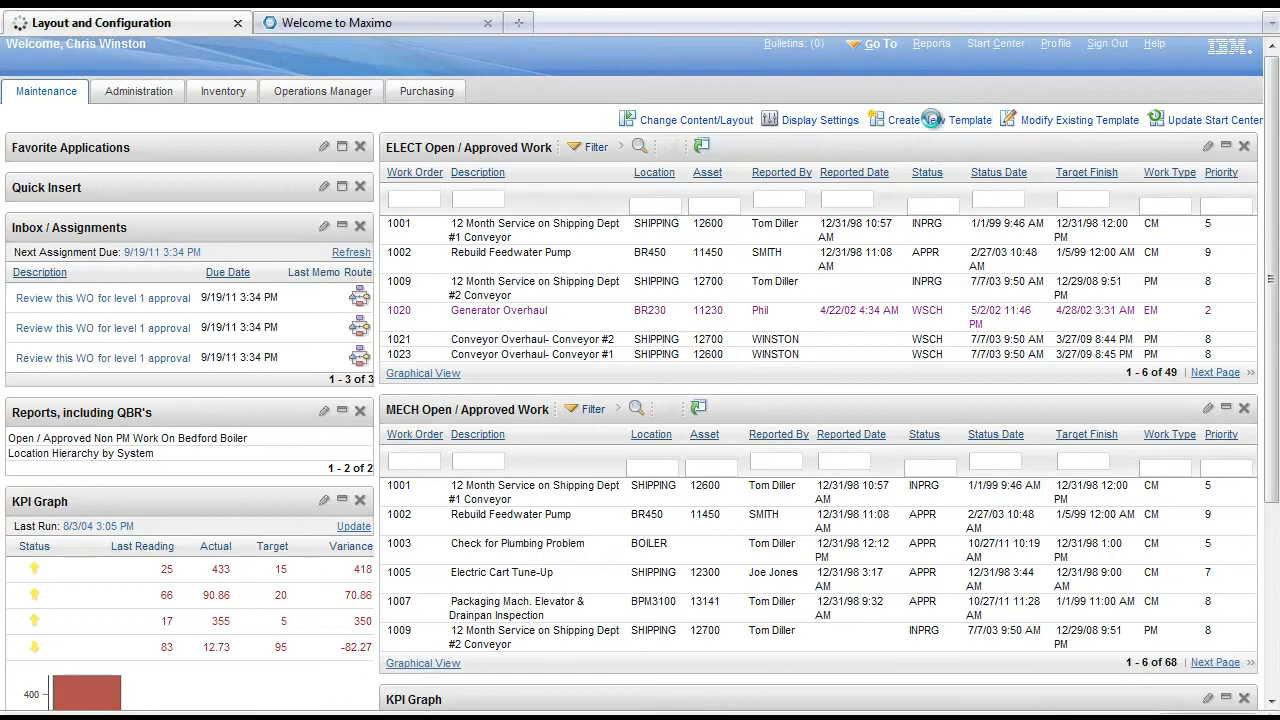 Layout and Configuration
Welcome to Maximo
Welcome, Chris Winston
Bulletins: (0) Go To Reports Start Center Profile Sign Out Help IBM.
Maintenance Administration Inventory Operations Manager Purchasing
Change Content/Layout Display Settings Create New Template Modify Existing Template Update Start Center
Favorite Applications
Quick Insert
Inbox / Assignments
Next Assignment Due: 9/19/11 3:34 PM Refresh
Description Due Date Last Memo Route
Review this WO for level 1 approval 9/19/11 3:34 PM
Review this WO for level 1 approval 9/19/11 3:34 PM
Review this WO for level 1 approval 9/19/11 3:34 PM
1 - 3 of 3
Reports, including QBR's
Open / Approved Non PM Work On Bedford Boiler
Location Hierarchy by System
1 - 2 of 2
KPI Graph
Last Run: 8/3/04 3:05 PM Update
Status Last Reading Actual Target Variance
25 433 15 418
66 90.86 20 70.86
17 355 5 350
83 12.73 95 -82.27
400
ELECT Open / Approved Work Filter
Work Order Description Location Asset Reported By Reported Date Status Status Date Target Finish Work Type Priority
1001 12 Month Service on Shipping Dept SHIPPING 12600 Tom Diller 12/31/98 10:57 INPRG 1/1/99 9:46 AM 12/31/98 12:00 CM 5
#1 Conveyor AM PM
1002 Rebuild Feedwater Pump BR450 11450 SMITH 12/31/98 11:08 APPR 2/27/03 10:48 1/5/99 12:00 AM CM 9
AM AM
1009 12 Month Service on Shipping Dept SHIPPING 12700 Tom Diller INPRG 7/7/03 9:50 AM 12/29/08 9:51 PM 8
#2 Conveyor PM
1020 Generator Overhaul BR230 11230 Phil 4/22/02 4:34 AM WSCH 5/2/02 11:46 4/28/02 3:31 AM EM 2
PM
1021 Conveyor Overhaul- Conveyor #2 SHIPPING 12700 WINSTON WSCH 7/7/03 9:50 AM 3/27/09 8:44 PM PM 8
1023 Conveyor Overhaul- Conveyor #1 SHIPPING 12600 WINSTON WSCH 7/7/03 9:50 AM 3/27/09 8:45 PM PM 8
Graphical View 1 - 6 of 49 Next Page
MECH Open / Approved Work Filter
Work Order Description Location Asset Reported By Reported Date Status Status Date Target Finish Work Type Priority
1001 12 Month Service on Shipping Dept SHIPPING 12600 Tom Diller 12/31/98 10:57 INPRG 1/1/99 9:46 AM 12/31/98 12:00 CM 5
#1 Conveyor AM PM
1002 Rebuild Feedwater Pump BR450 11450 SMITH 12/31/98 11:08 APPR 2/27/03 10:48 1/5/99 12:00 AM CM 9
AM AM
1003 Check for Plumbing Problem BOILER Tom Diller 12/31/98 12:12 APPR 10/27/11 10:19 12/31/98 1:00 CM 5
PM AM PM
1005 Electric Cart Tune-Up SHIPPING 12300 Joe Jones 12/31/98 3:17 APPR 12/31/98 3:44 12/31/98 9:00 CM 7
AM AM AM
1007 Packaging Mach. Elevator & BPM3100 13141 Tom Diller 12/31/98 9:32 APPR 10/27/11 11:28 1/1/99 11:00 AM CM 8
Drainpan Inspection AM AM
1009 12 Month Service on Shipping Dept SHIPPING 12700 Tom Diller INPRG 7/7/03 9:50 AM 12/29/08 9:51 PM 8
#2 Conveyor PM
Graphical View 1 - 6 of 68 Next Page
KPI Graph